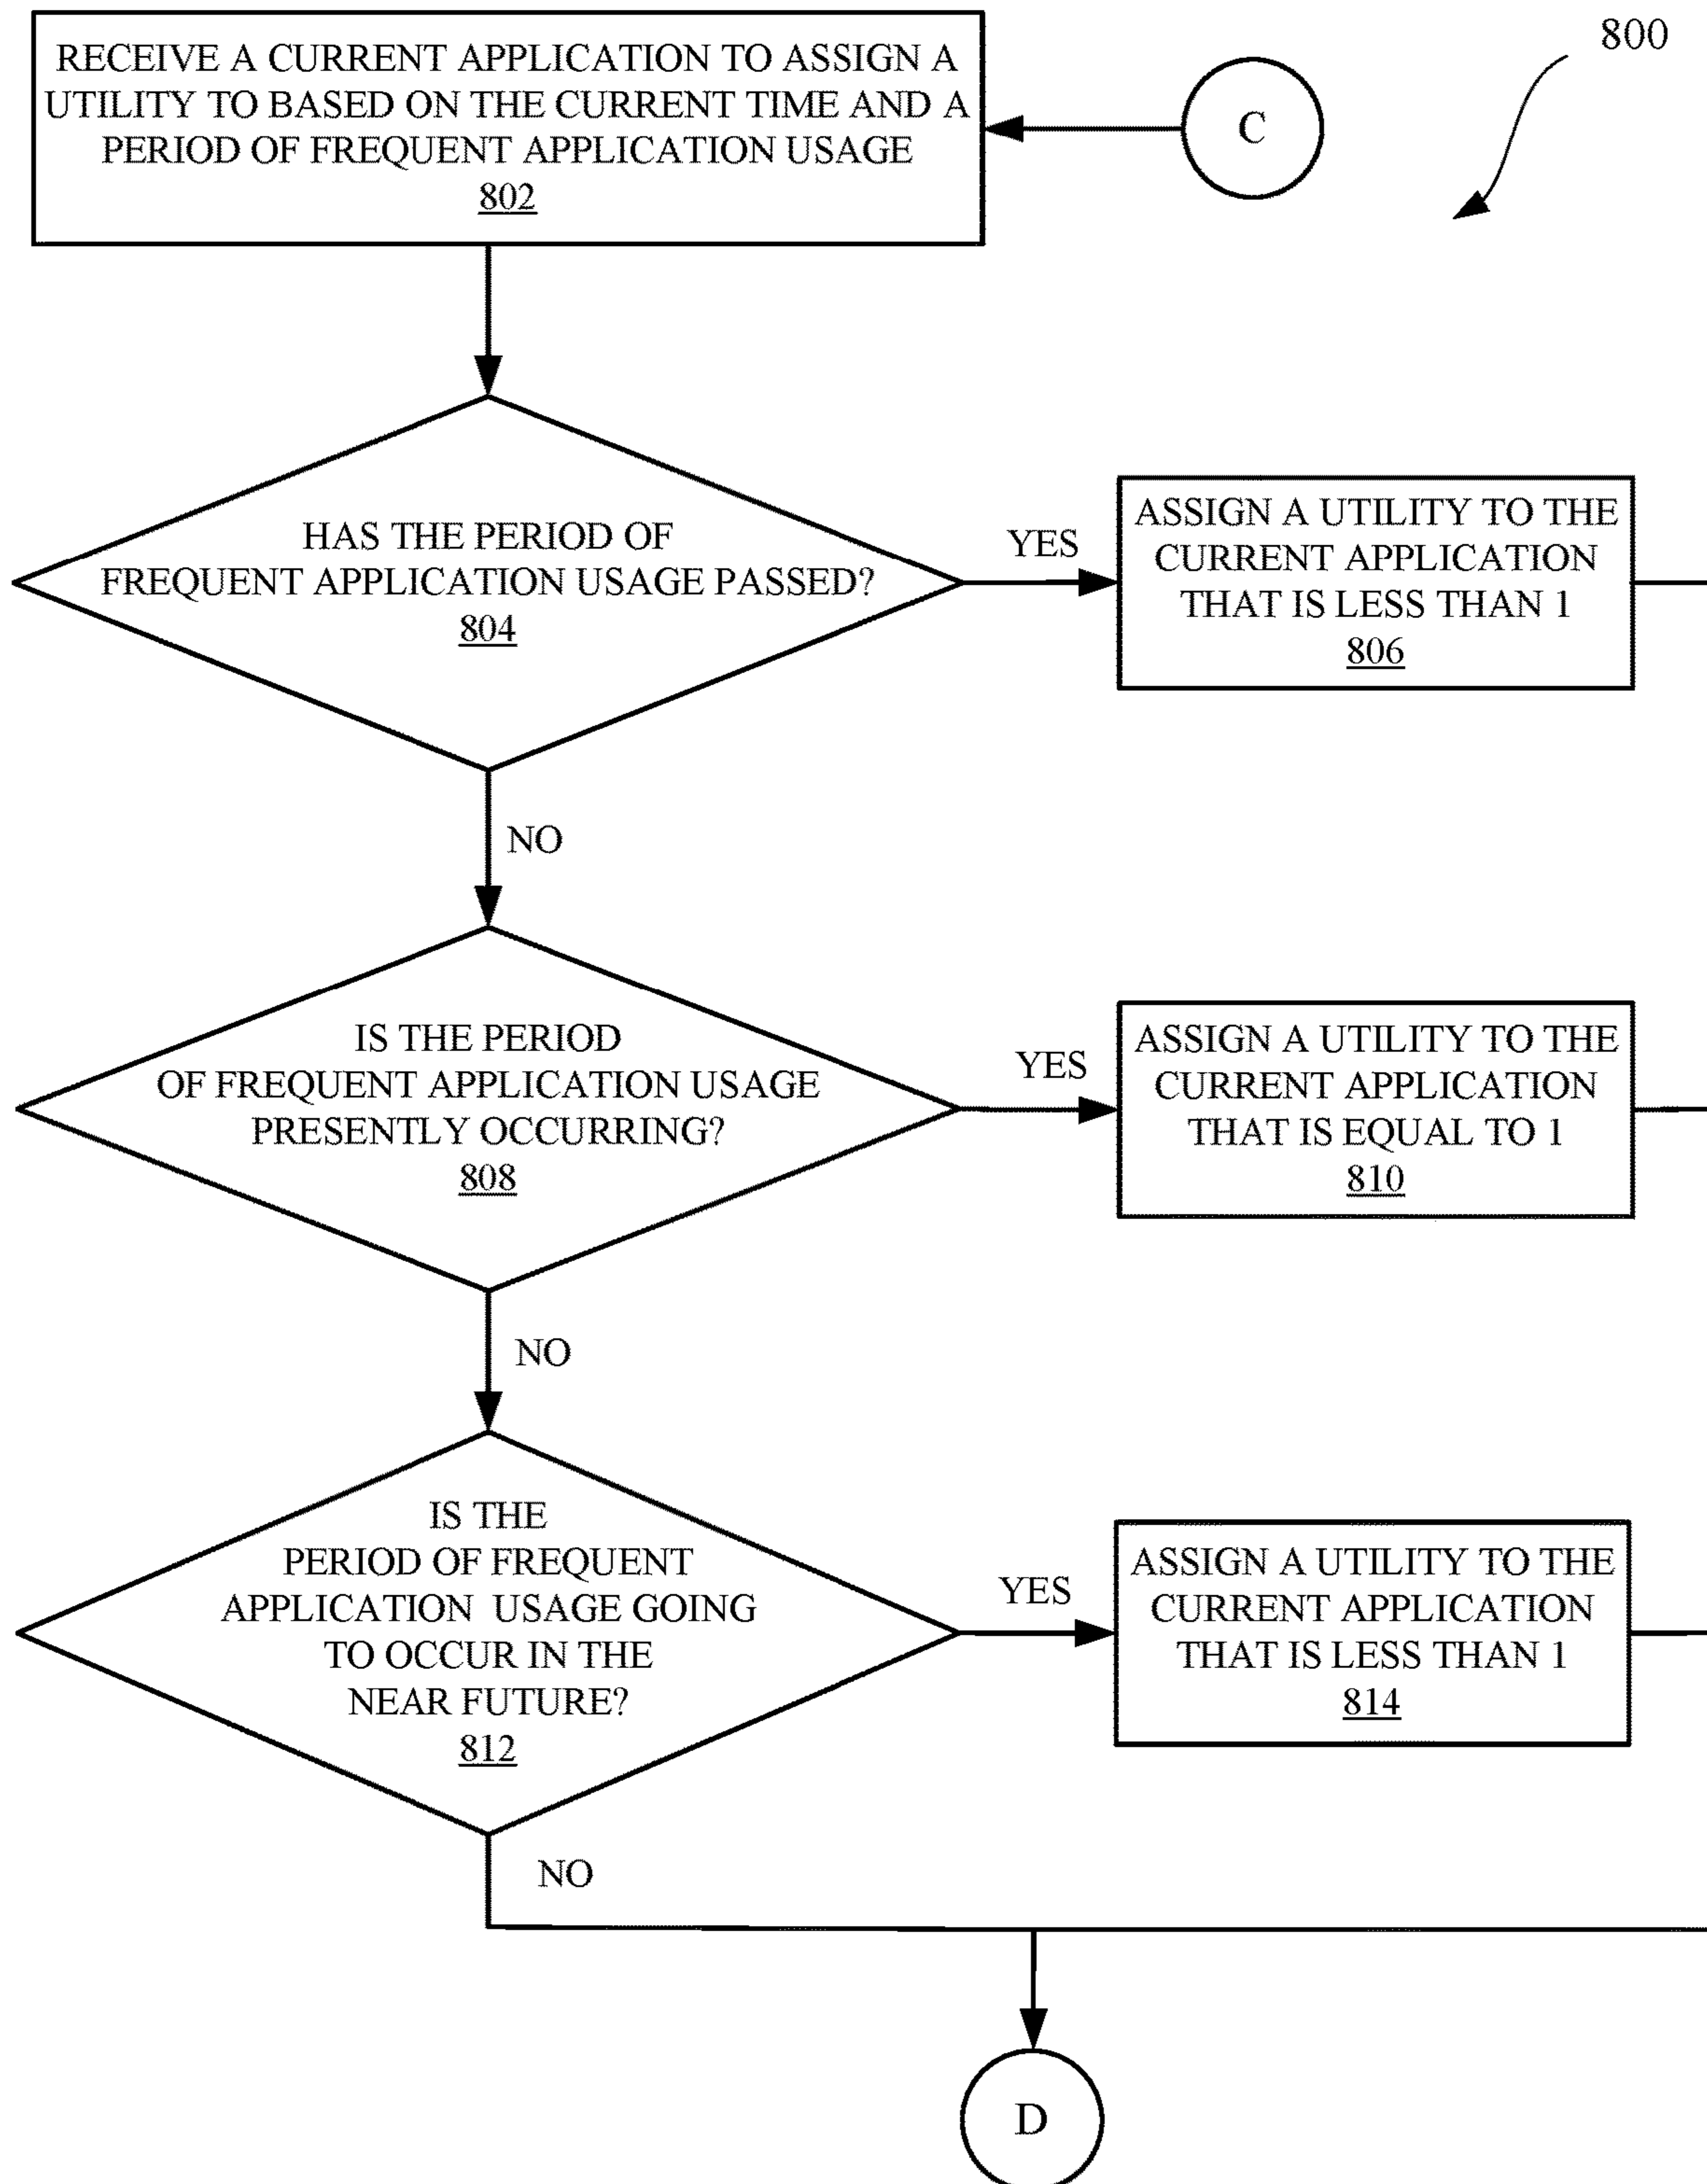 800
RECEIVE A CURRENT APPLICATION TO ASSIGN A
UTILITY TO BASED ON THE CURRENT TIME AND A
PERIOD OF FREQUENT APPLICATION USAGE
802
C
HAS THE PERIOD OF
FREQUENT APPLICATION USAGE PASSED?
804
YES
ASSIGN A UTILITY TO THE
CURRENT APPLICATION
THAT IS LESS THAN 1
806
NO
IS THE PERIOD
OF FREQUENT APPLICATION USAGE
PRESENTLY OCCURRING?
808
YES
ASSIGN A UTILITY TO THE
CURRENT APPLICATION
THAT IS EQUAL TO 1
810
NO
IS THE
PERIOD OF FREQUENT
APPLICATION USAGE GOING
TO OCCUR IN THE
NEAR FUTURE?
812
YES
ASSIGN A UTILITY TO THE
CURRENT APPLICATION
THAT IS LESS THAN 1
814
NO
D